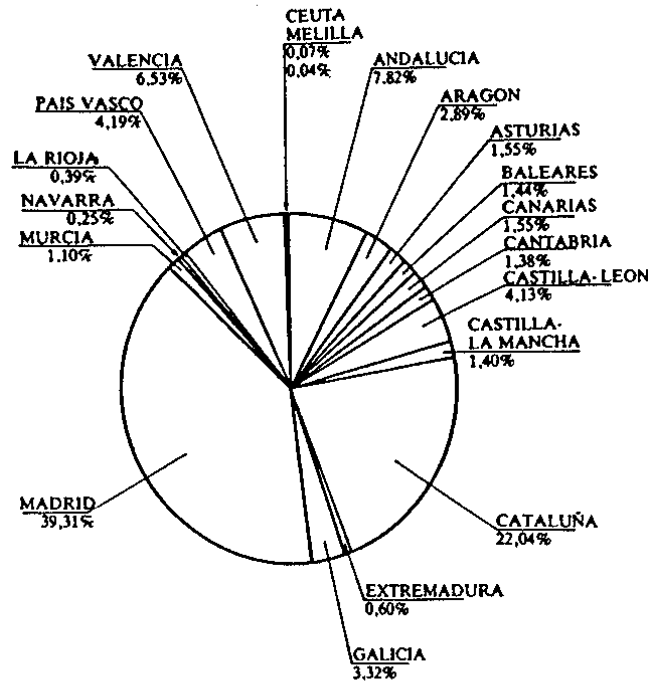 CEUTA
MELILLA
0,07%
0,04%
ANDALUCIA
7.82%
ARAGON
2,89%
ASTURIAS
1,55%
BALEARES
1,44%
CANARIAS
1,55%
CANTABRIA
1,38%
CASTILLA-LEON
4,13%
CASTILLA-
LA MANCHA
1,40%
CATALUÑA
22,04%
EXTREMADURA
0,60%
GALICIA
3,32%
MADRID
39,31%
MURCIA
1,10%
NAVARRA
0,25%
LA RIOJA
0,39%
PAIS VASCO
4,19%
VALENCIA
6,53%